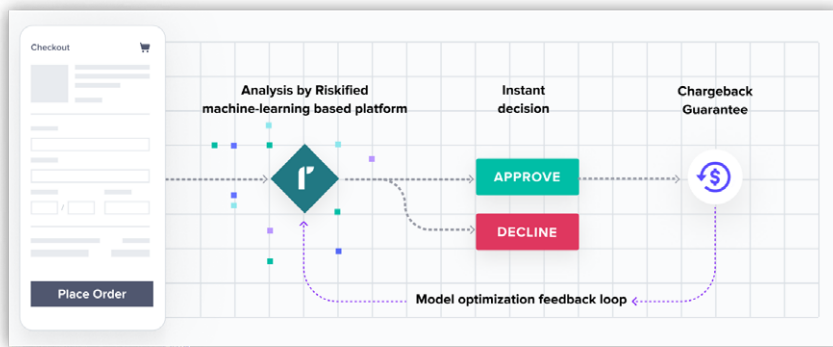 Checkout
Analysis by Riskified
machine-learning based platform
Instant
decision
Chargeback
Guarantee
APPROVE
DECLINE
/
$
Place Order
Model optimization feedback loop